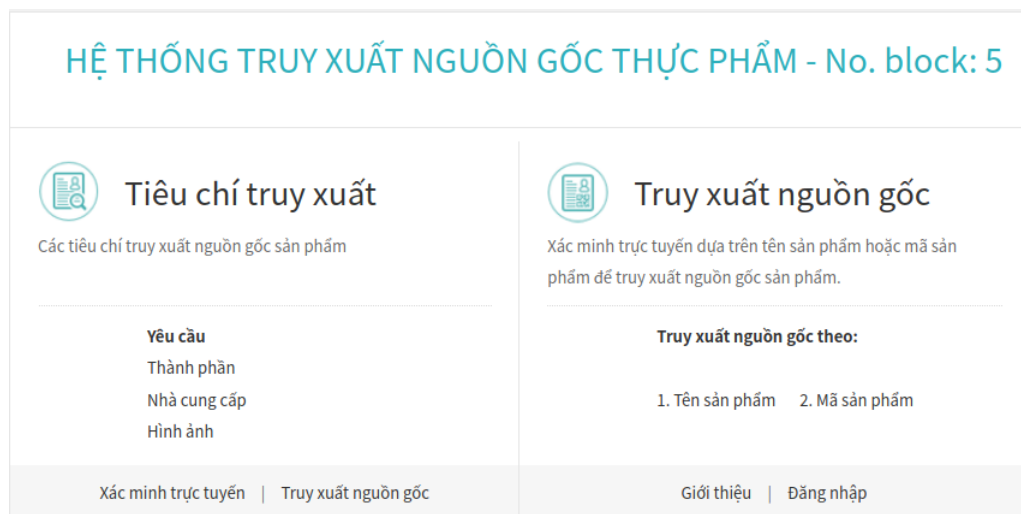 HỆ THỐNG TRUY XUẤT NGUỒN GỐC THỰC PHẨM - No. block: 5
Tiêu chí truy xuất
Các tiêu chí truy xuất nguồn gốc sản phẩm
Yêu cầu
Thành phần
Nhà cung cấp
Hình ảnh
Xác minh trực tuyến | Truy xuất nguồn gốc
Truy xuất nguồn gốc
Xác minh trực tuyến dựa trên tên sản phẩm hoặc mã sản
phẩm để truy xuất nguồn gốc sản phẩm.
Truy xuất nguồn gốc theo:
1. Tên sản phẩm 2. Mã sản phẩm
Giới thiệu | Đăng nhập